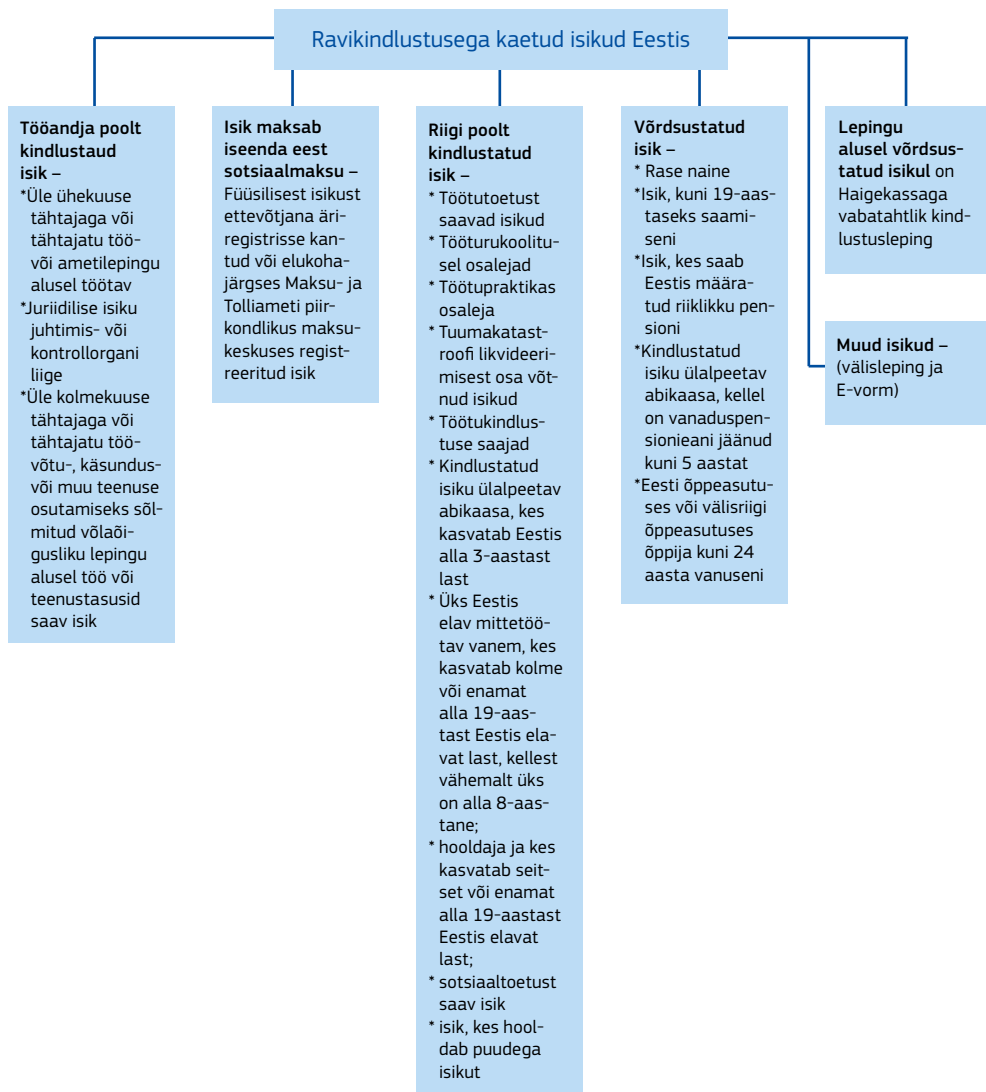 Ravikindlustusega kaetud isikud Eestis
Tööandja poolt
kindlustaud
isik –
*Üle ühekuuse
tähtajaga või
tähtajatu töö-
või ametilepingu
alusel töötav
*Juriidilise isiku
juhtimis- või
kontrollorgani
liige
*Üle kolmekuuse
tähtajaga või
tähtajatu töö-
võtu-, käsundus-
või muu teenuse
osutamiseks sõl-
mitud võlaõi-
gusliku lepingu
alusel töö või
teenustasusid
saav isik
Isik maksab
iseenda eest
sotsiaalmaksu –
Füüsilisest isikust
ettevõtjana äri-
registrisse kan-
tud või elukoha-
järgses Maksu- ja
Tolliameti piir-
kondlikus maksu-
keskuses regist-
reeritud isik
Riigi poolt
kindlustatud
isik –
* Töötutoetust
saavad isikud
* Tööturukoolitu-
sel osalejad
* Töötupraktikas
osaleja
* Tuumakatast-
roofi likvideeri-
misest osa võt-
nud isikud
* Töötukindlus-
tuse saajad
* Kindlustatud
isiku ülalpeetav
abikaasa, kes
kasvatab Eestis
alla 3-aastast
last
* Üks Eestis
elav mittetöö-
tav vanem, kes
kasvatab kolme
või enamat
alla 19-aas-
tast Eestis ela-
vat last, kellest
vähemalt üks
on alla 8-aas-
tane;
* hooldaja ja kes
kasvatab seit-
set või enamat
alla 19-aastast
Eestis elavat
last;
* sotsiaaltoetust
saav isik
* isik, kes hool-
dab puudega
isikut
Võrdsustatud
isik –
* Rase naine
*Isik, kuni 19-aas-
taseks saami-
seni
*Isik, kes saab
Eestis määra-
tud riiklikku pen-
sioni
*Kindlustatud
isiku ülalpeetav
abikaasa, kellel
on vanaduspen-
sionieani jäänud
kuni 5 aastat
*Eesti õppeasutu-
ses või välisriigi
õppeasutuses
õppija kuni 24
aasta vanuseni
Lepingu
alusel võrdsus-
tatud isikul on
Haigekassaga
vabatahtlik kind-
lustusleping
Muud isikud –
(välisleping ja
E-vorm)